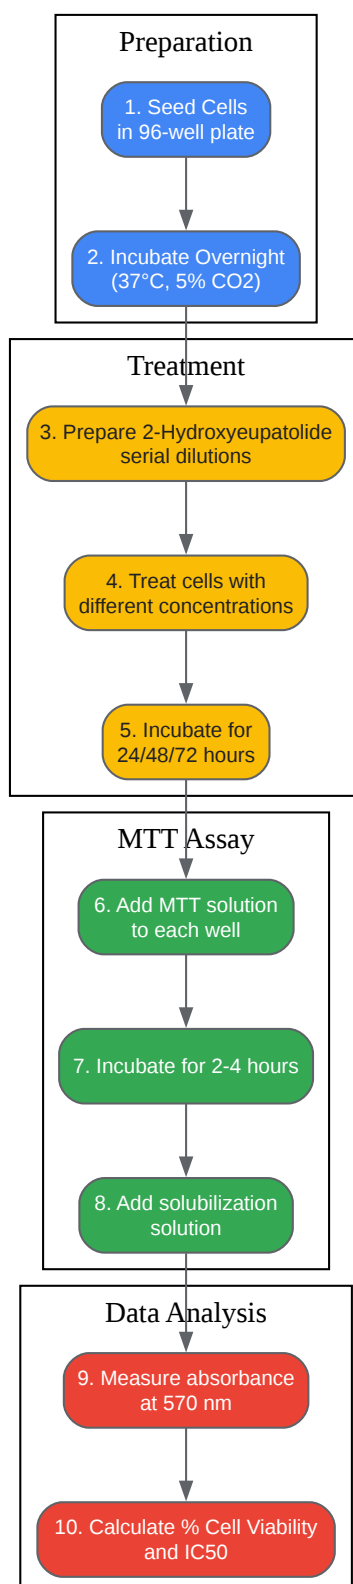 Preparation
1. Seed Cells
in 96-well plate
2. Incubate Overnight
(37°C, 5% CO2)
Treatment
3. Prepare 2-Hydroxyeupatolide
serial dilutions
4. Treat cells with
different concentrations
5. Incubate for
24/48/72 hours
MTT Assay
6. Add MTT solution
to each well
7. Incubate for 2-4 hours
8. Add solubilization
solution
Data Analysis
9. Measure absorbance
at 570 nm
10. Calculate % Cell Viability
and IC50